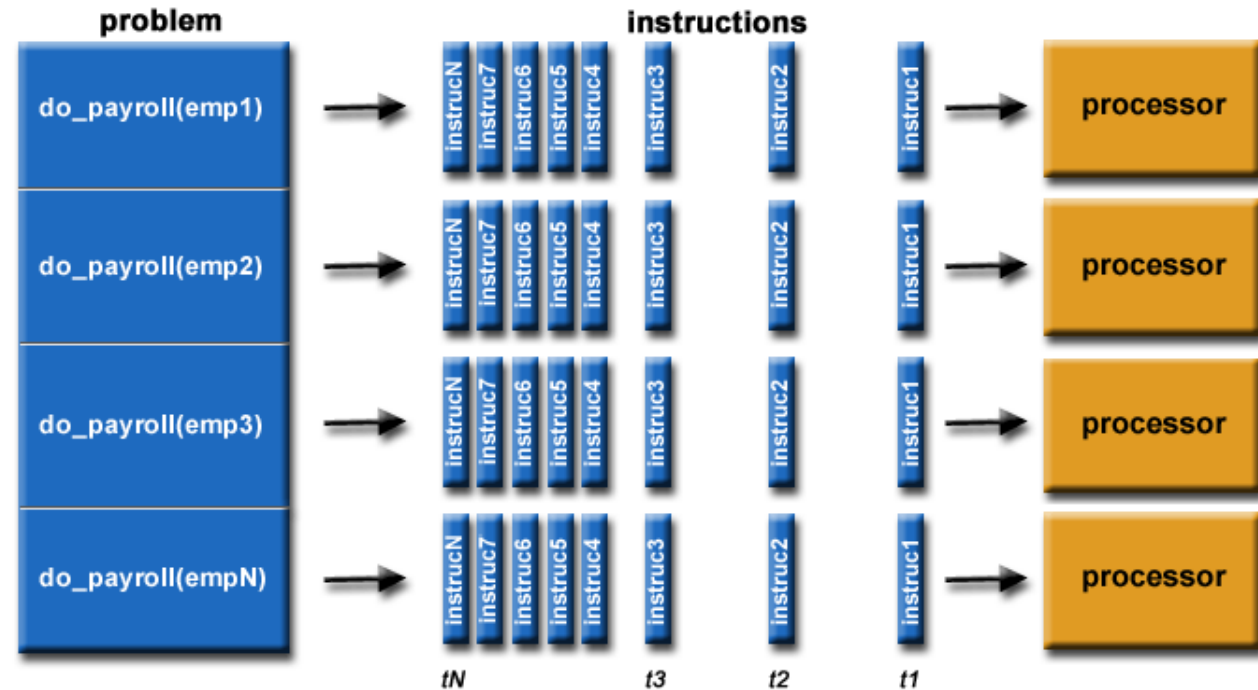 problem
instructions
do_payroll(emp1)
instrucN
instruc7
instruc6
instruc5
instruc4
instruc3
instruc2
instruc1
processor
do_payroll(emp2)
instrucN
instruc7
instruc6
instruc5
instruc4
instruc3
instruc2
instruc1
processor
do_payroll(emp3)
instrucN
instruc7
instruc6
instruc5
instruc4
instruc3
instruc2
instruc1
processor
do_payroll(empN)
instrucN
instruc7
instruc6
instruc5
instruc4
instruc3
instruc2
instruc1
processor
tN
t3
t2
t1